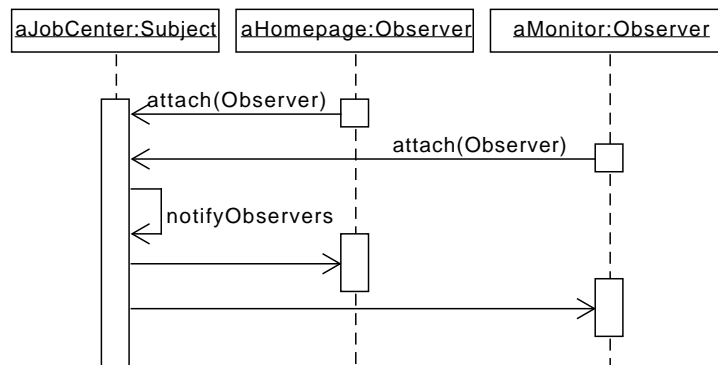 aJobCenter:Subject
aHomepage:Observer
aMonitor:Observer
attach(Observer)
attach(Observer)
notifyObservers